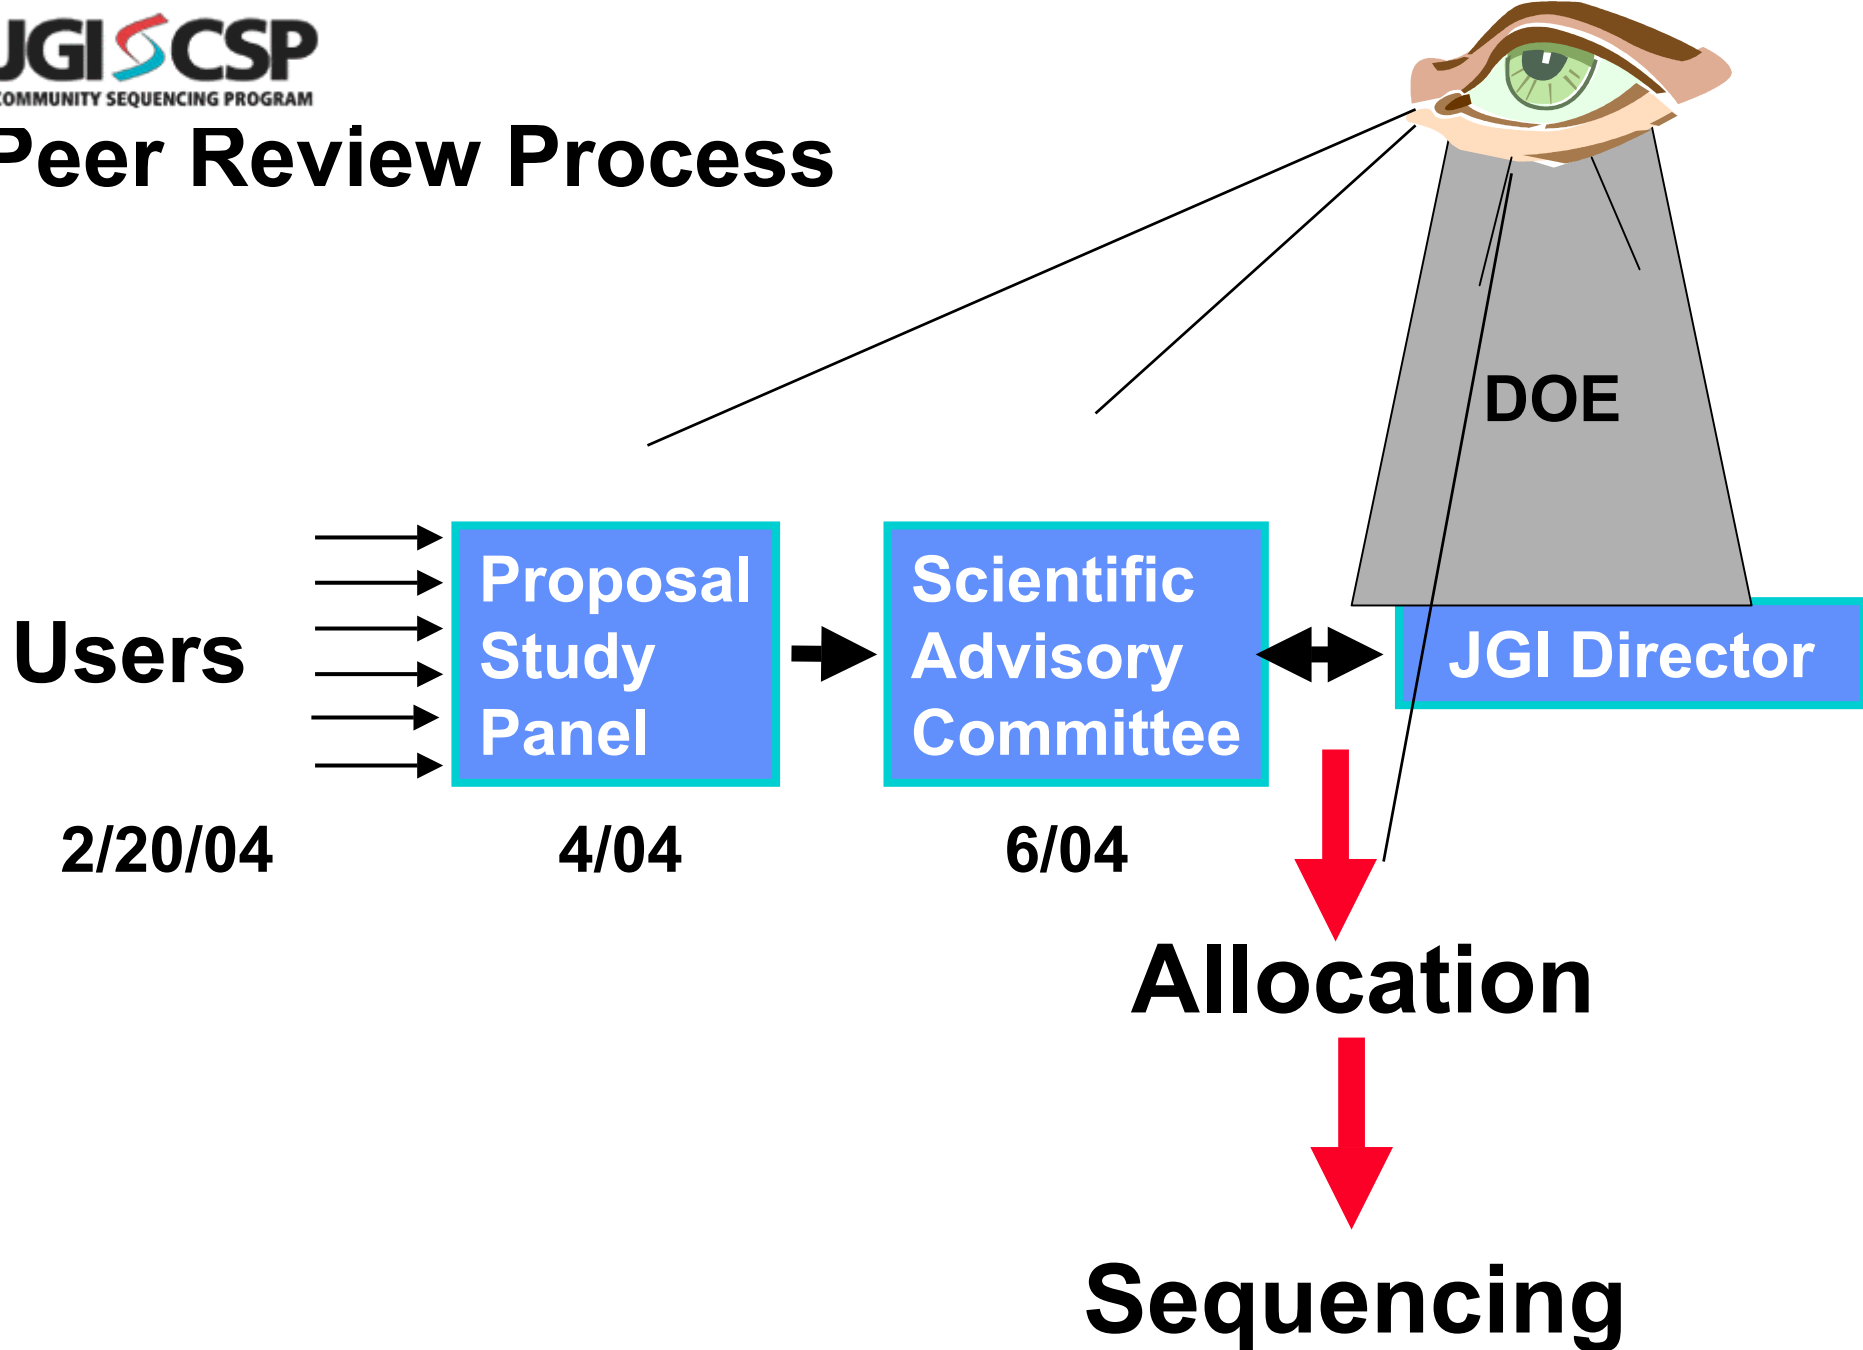 JGI CSP
COMMUNITY SEQUENCING PROGRAM
Peer Review Process
DOE
Users
Proposal
Study
Panel
Scientific
Advisory
Committee
JGI Director
2/20/04
4/04
6/04
Allocation
Sequencing